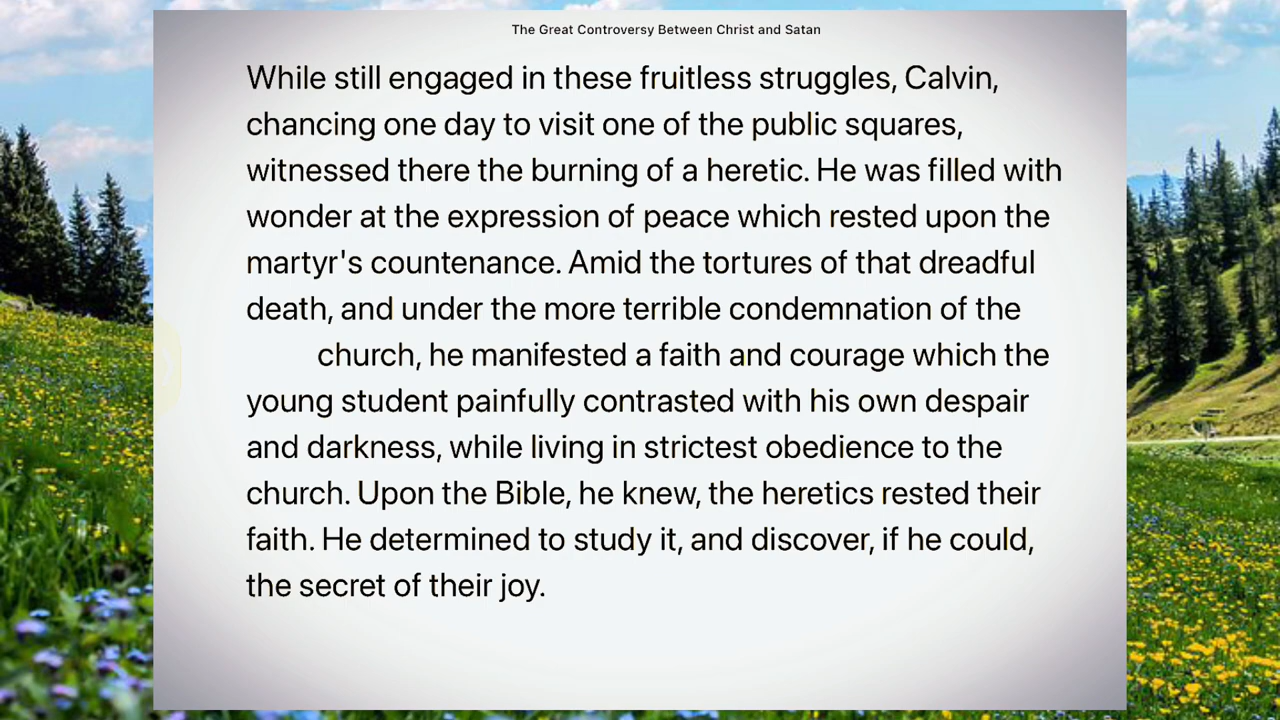 The Great Controversy Between Christ and Satan
While still engaged in these fruitless struggles, Calvin,
chancing one day to visit one of the public squares,
witnessed there the burning of a heretic. He was filled with
wonder at the expression of peace which rested upon the
martyr's countenance. Amid the tortures of that dreadful
death, and under the more terrible condemnation of the
church, he manifested a faith and courage which the
young student painfully contrasted with his own despair
and darkness, while living in strictest obedience to the
church. Upon the Bible, he knew, the heretics rested their
faith. He determined to study it, and discover, if he could,
the secret of their joy.